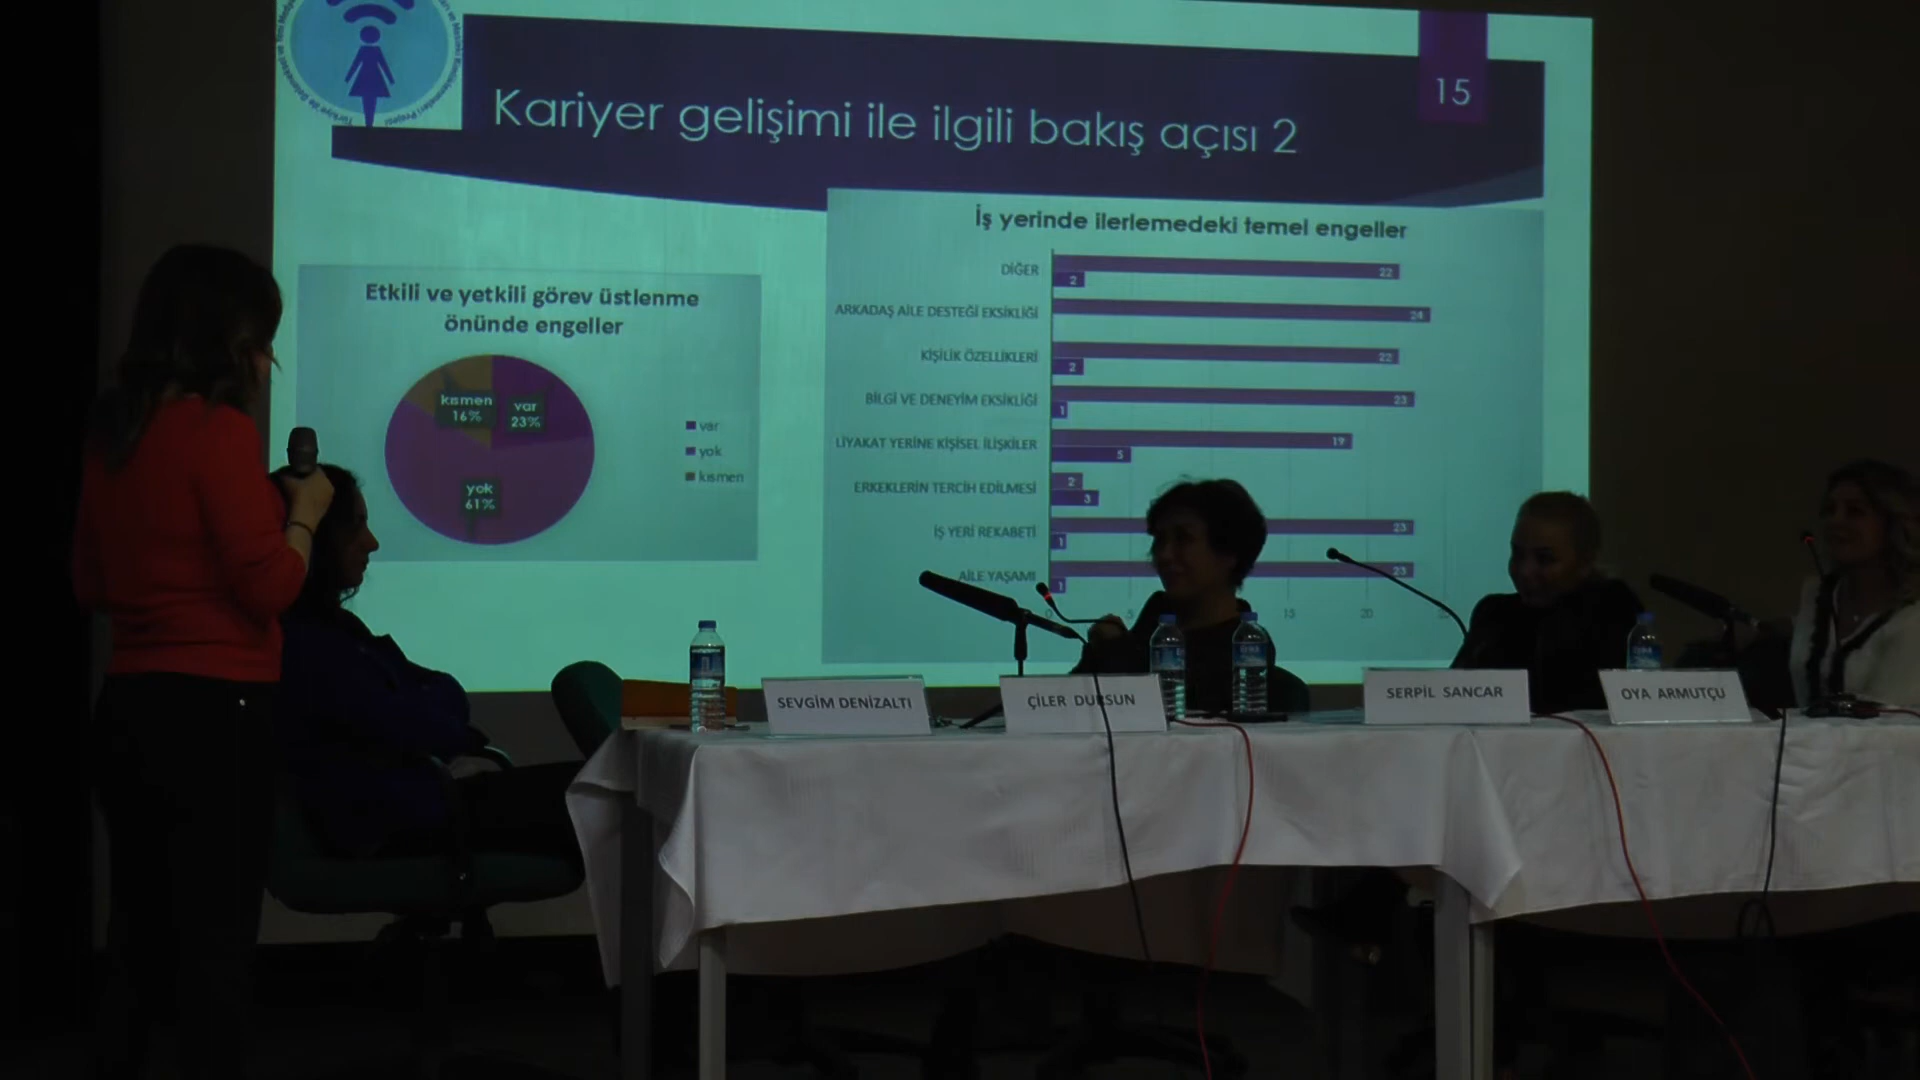 15
Kariyer gelişimi ile ilgili bakış açısı 2
Etkili ve yetkili görev üstlenme
önünde engeller
kısmen
16%
var
23%
yok
61%
var
yok
kısmen
İş yerinde ilerlemedeki temel engeller
DİĞER
22
2
ARKADAŞ AİLE DESTEĞİ EKSİKLİĞİ
24
KİŞİLİK ÖZELLİKLERİ
22
2
BİLGİ VE DENEYİM EKSİKLİĞİ
23
1
LİYAKAT YERİNE KİŞİSEL İLİŞKİLER
19
5
ERKEKLERİN TERCİH EDİLMESİ
2
3
İŞ YERİ REKABETİ
23
1
AİLE YAŞAMI
23
1
0 5 15 20
SEVGİM DENİZALTI
ÇİLER DURSUN
SERPİL SANCAR
OYA ARMUTÇU